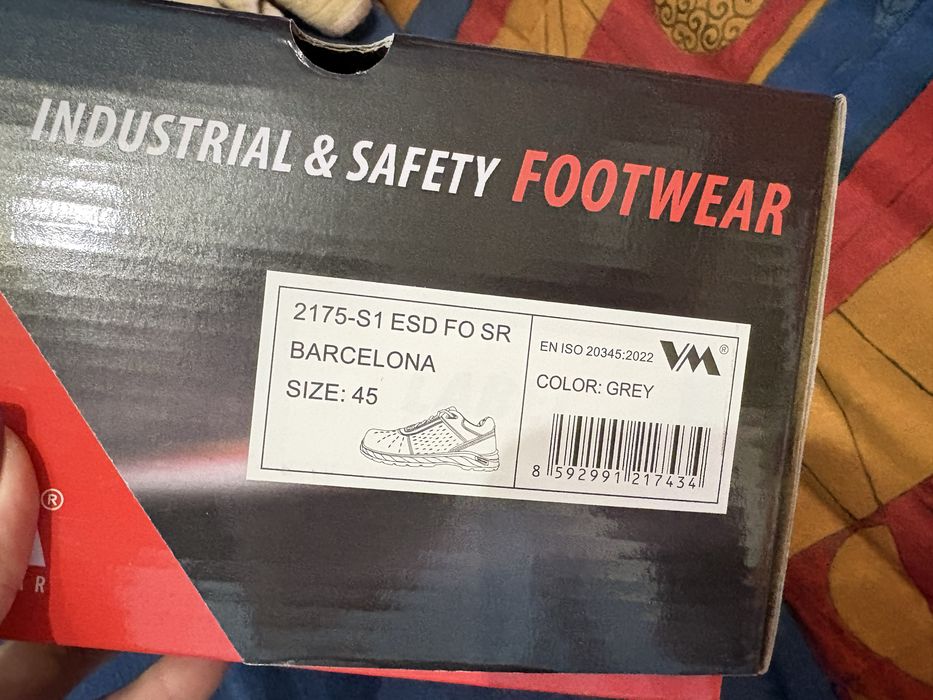 INDUSTRIAL & SAFETY FOOTWEAR
2175-S1 ESD FO SR
BARCELONA
SIZE: 45
EN ISO 20345:2022
VM®
COLOR: GREY
8 592991 217434
®
R